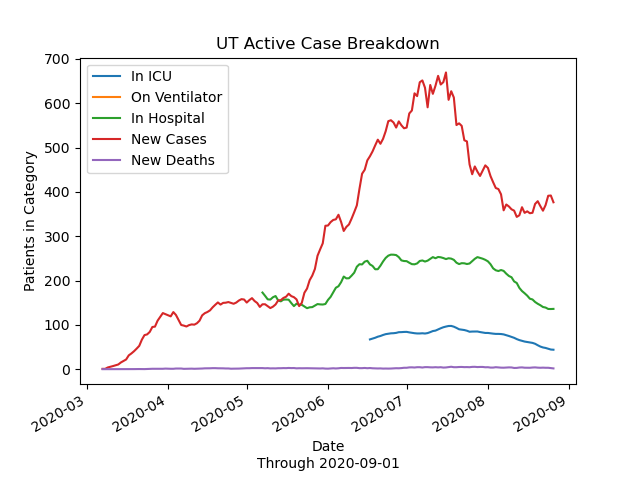 UT Active Case Breakdown
In ICU
On Ventilator
In Hospital
New Cases
New Deaths
Patients in Category
700
600
500
400
300
200
100
0
2020-03
2020-04
2020-05
2020-06
2020-07
2020-08
2020-09
Date
Through 2020-09-01